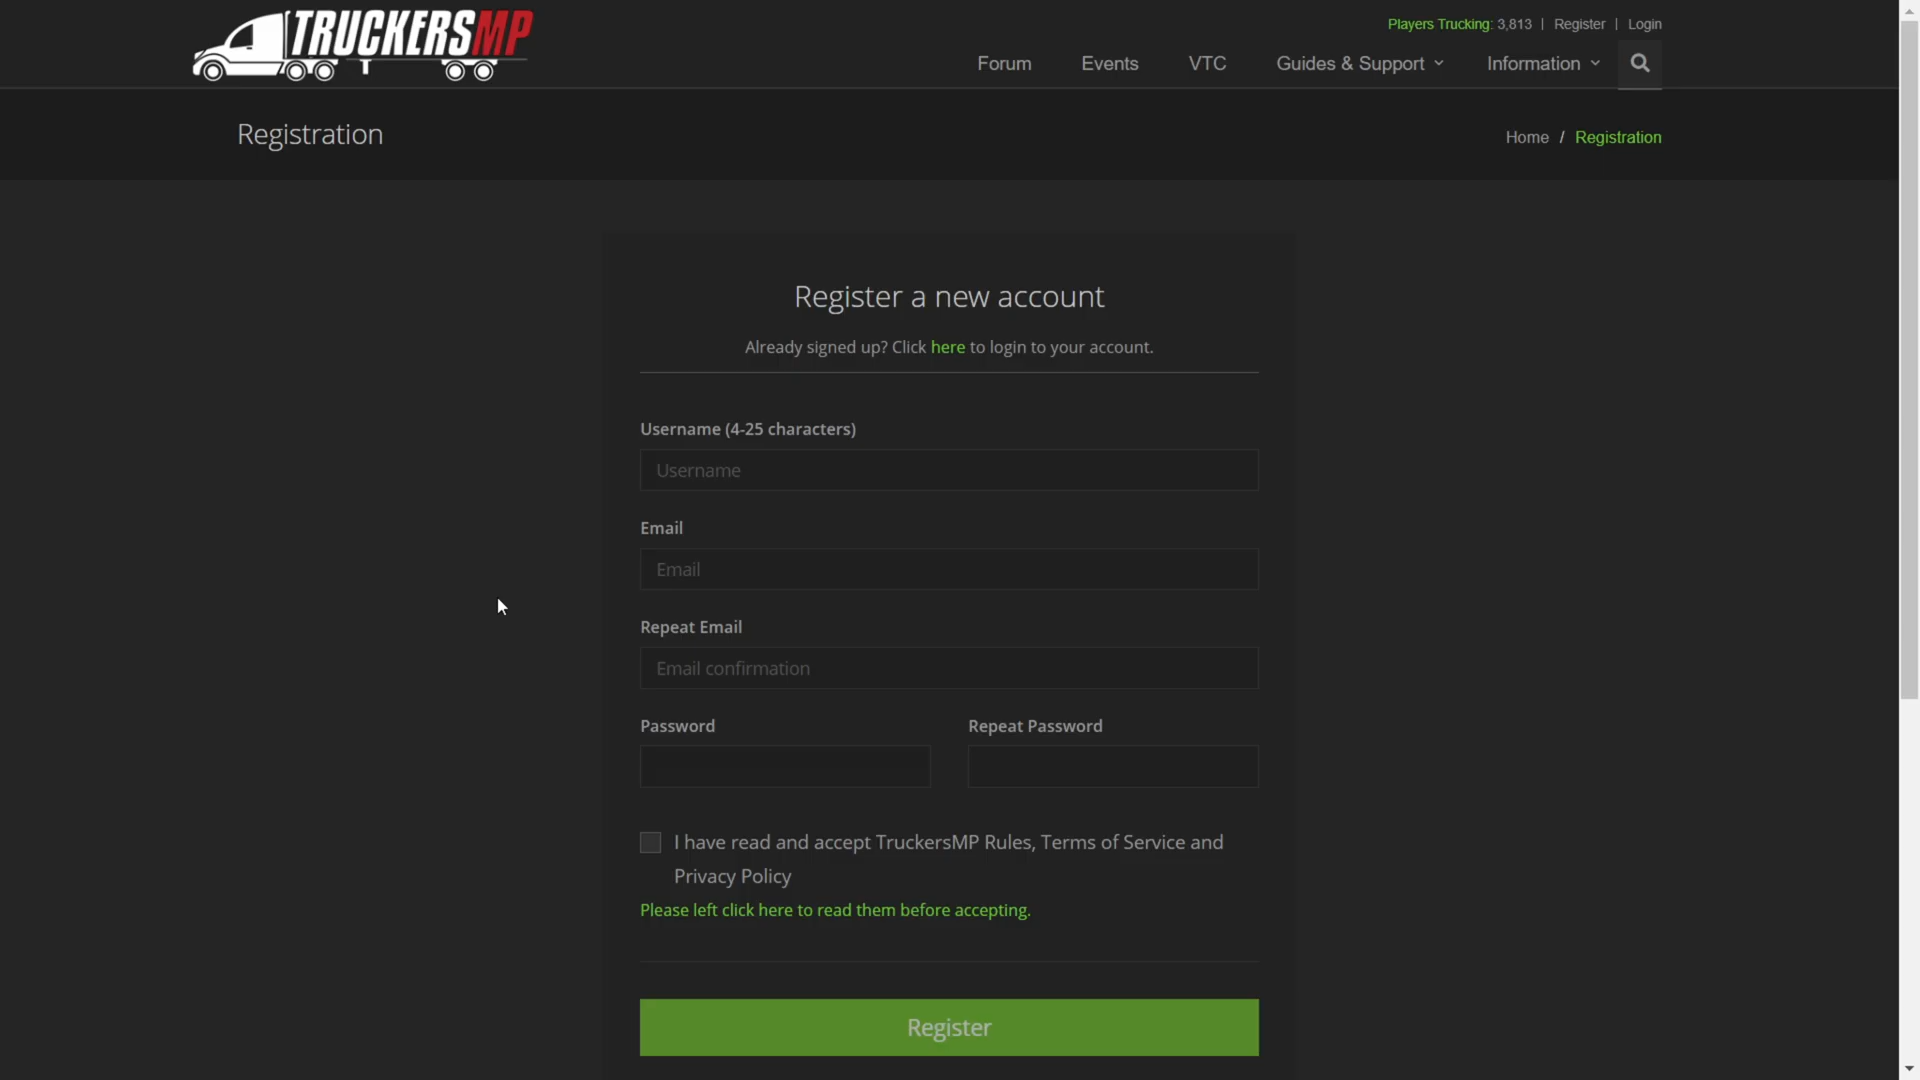 TRUCKERSMP
Players Trucking: 3,813 | Register | Login
Forum Events VTC Guides & Support Information
Registration
Home / Registration
Register a new account
Already signed up? Click here to login to your account.
Username (4-25 characters)
Username
Email
Email
Repeat Email
Email confirmation
Password Repeat Password
I have read and accept TruckersMP Rules, Terms of Service and
Privacy Policy
Please left click here to read them before accepting.
Register